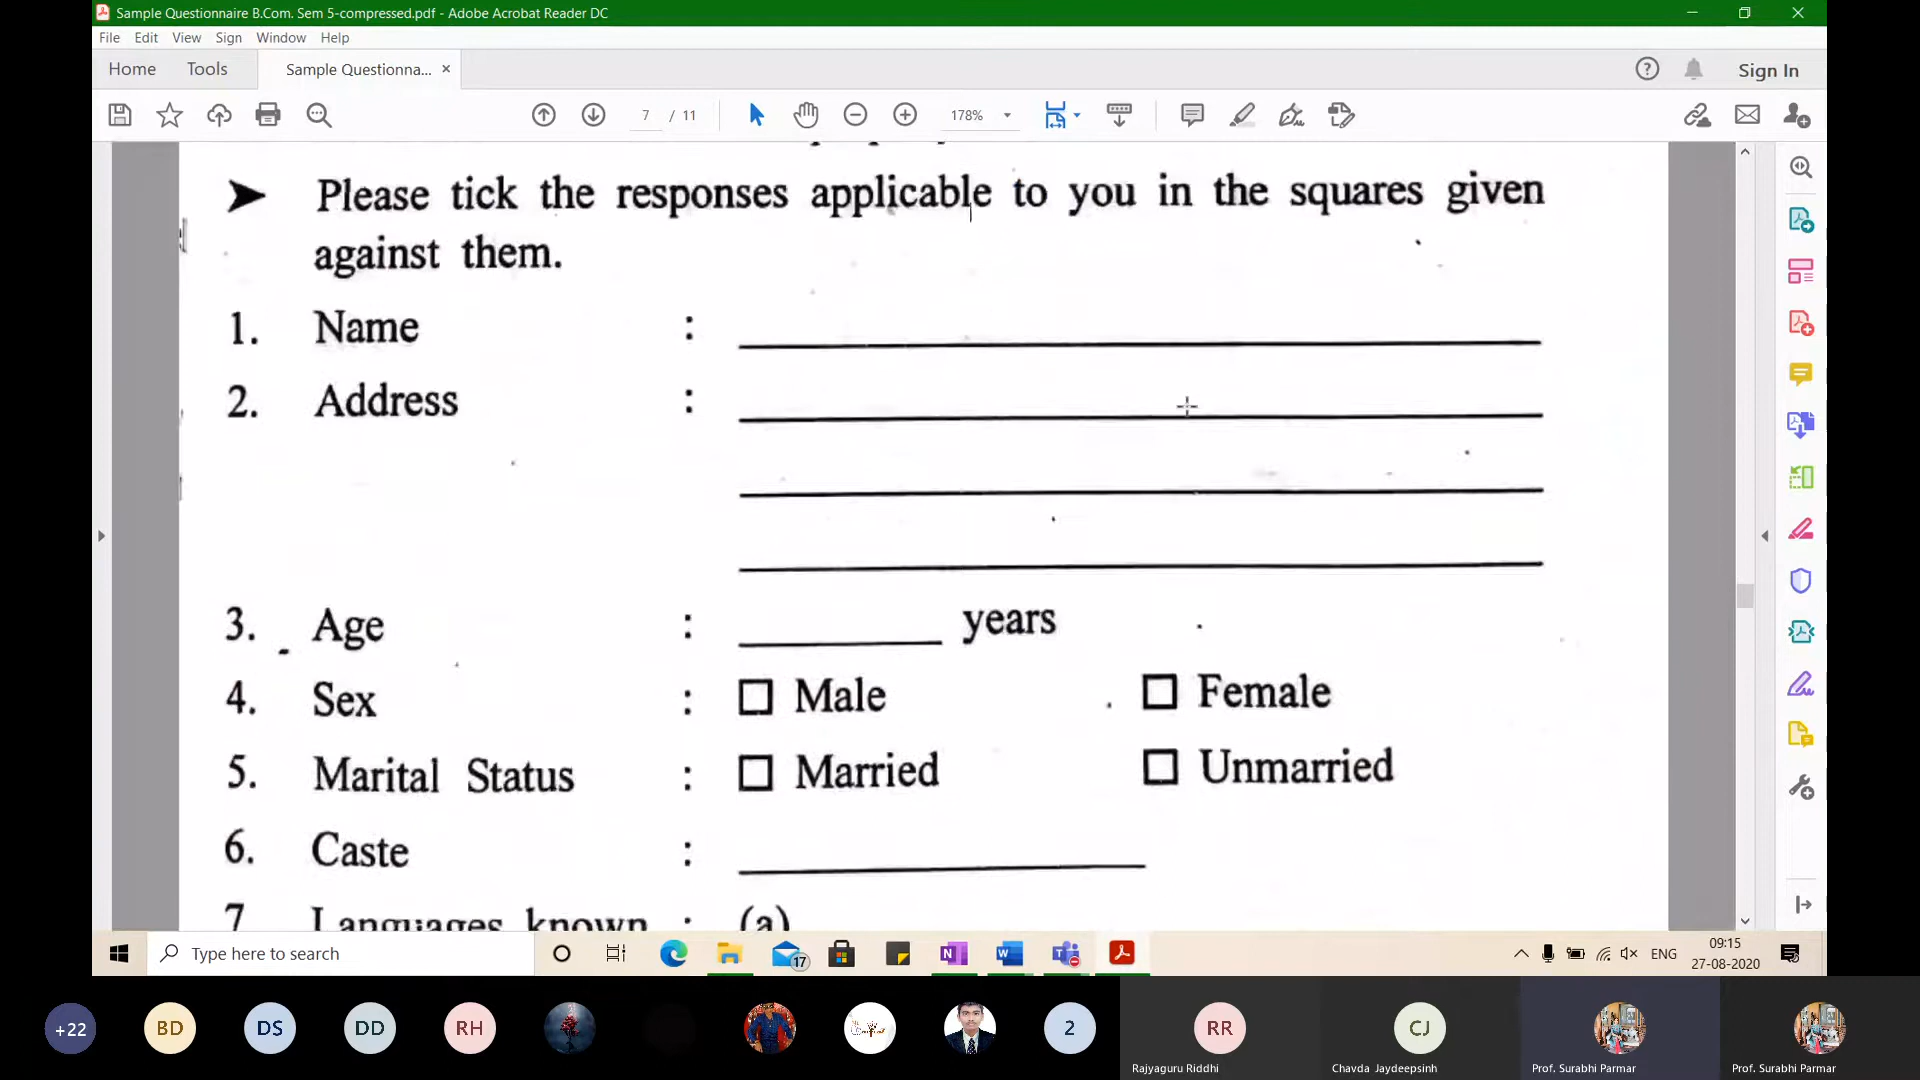 Sample Questionnaire B.Com. Sem 5-compressed.pdf - Adobe Acrobat Reader DC
File Edit View Sign Window Help
Home Tools Sample Questionna... × Sign In
7 / 11 178%
➤ Please tick the responses applicable to you in the squares given
against them.
1. Name :
2. Address :
3. Age : years
4. Sex : Male Female
5. Marital Status : Married Unmarried
6. Caste :
7 Languages known : (a)
Type here to search 17 ENG 09:15
27-08-2020
+22 BD DS DD RH 2 RR CJ
Rajyaguru Riddhi Chavda Jaydeepsinh Prof. Surabhi Parmar Prof. Surabhi Parmar